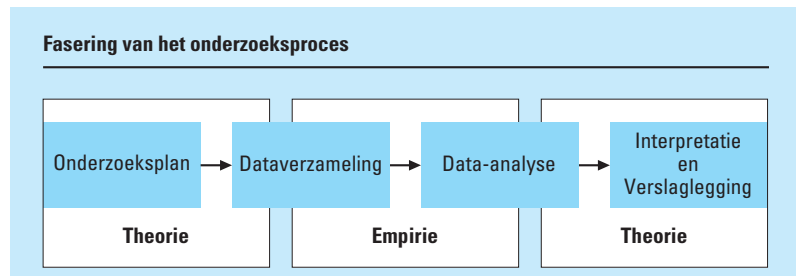 Fasering van het onderzoeksproces
Onderzoeksplan
Dataverzameling
Data-analyse
Interpretatie
en
Verslaglegging
Theorie
Empirie
Theorie